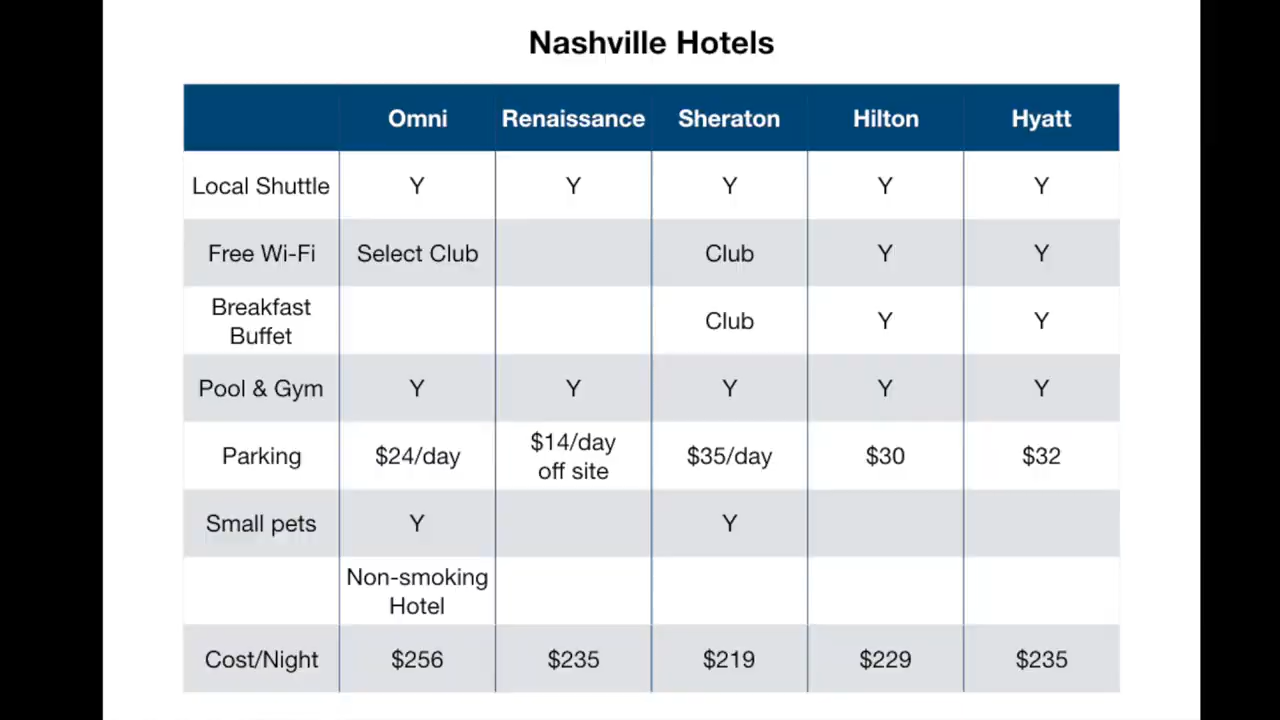 Nashville Hotels
Omni Renaissance Sheraton Hilton Hyatt
Local Shuttle Y Y Y Y Y
Free Wi-Fi Select Club Club Y Y
Breakfast
Buffet Club Y Y
Pool & Gym Y Y Y Y Y
Parking $24/day $14/day
off site $35/day $30 $32
Small pets Y Y
Non-smoking
Hotel
Cost/Night $256 $235 $219 $229 $235